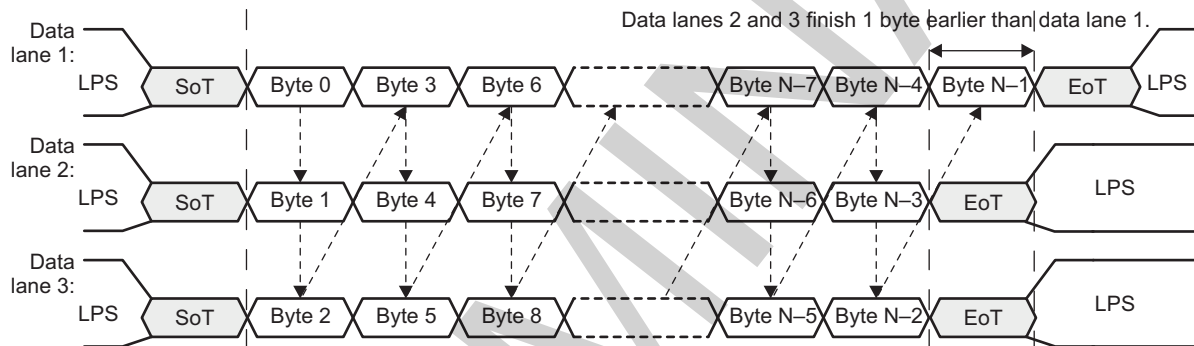 Data lanes 2 and 3 finish 1 byte earlier than data lane 1.
Data
lane 1:
LPS SoT Byte 0 Byte 3 Byte 6 Byte N–7 Byte N–4 Byte N–1 EoT LPS
Data
lane 2:
LPS SoT Byte 1 Byte 4 Byte 7 Byte N–6 Byte N–3 EoT LPS
Data
lane 3:
LPS SoT Byte 2 Byte 5 Byte 8 Byte N–5 Byte N–2 EoT LPS